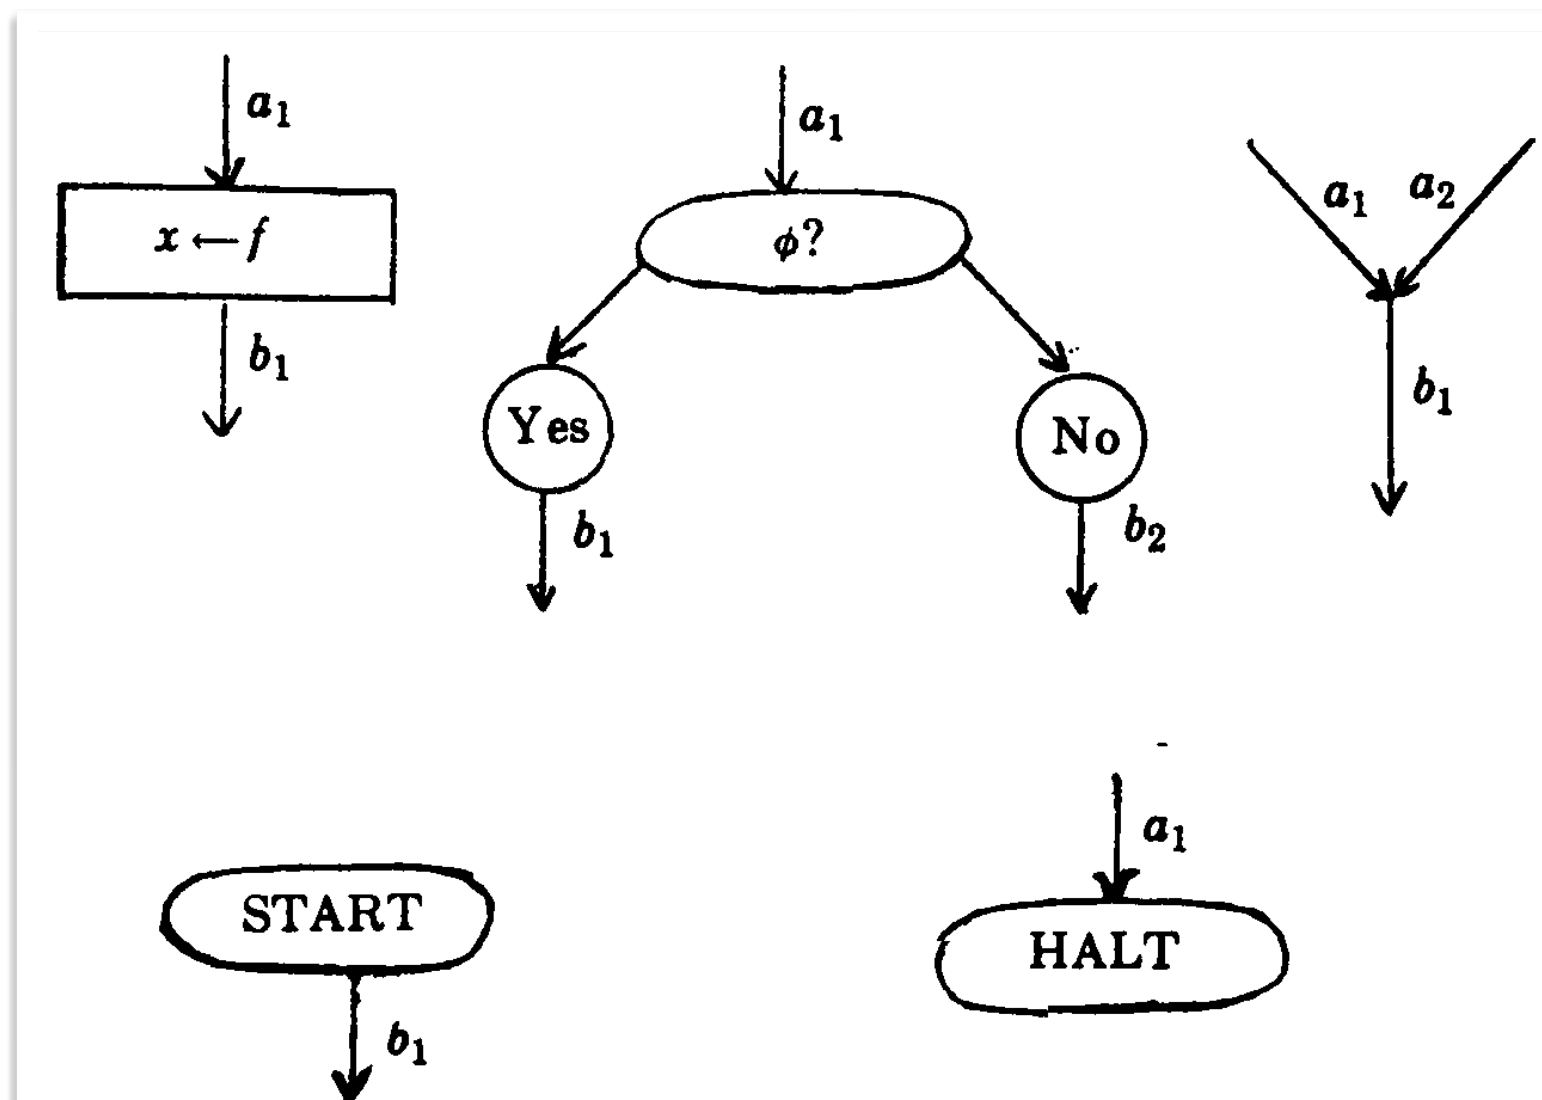 a₁
x ← f
b₁
a₁
φ?
Yes
No
b₁
b₂
a₁ a₂
b₁
START
b₁
a₁
HALT